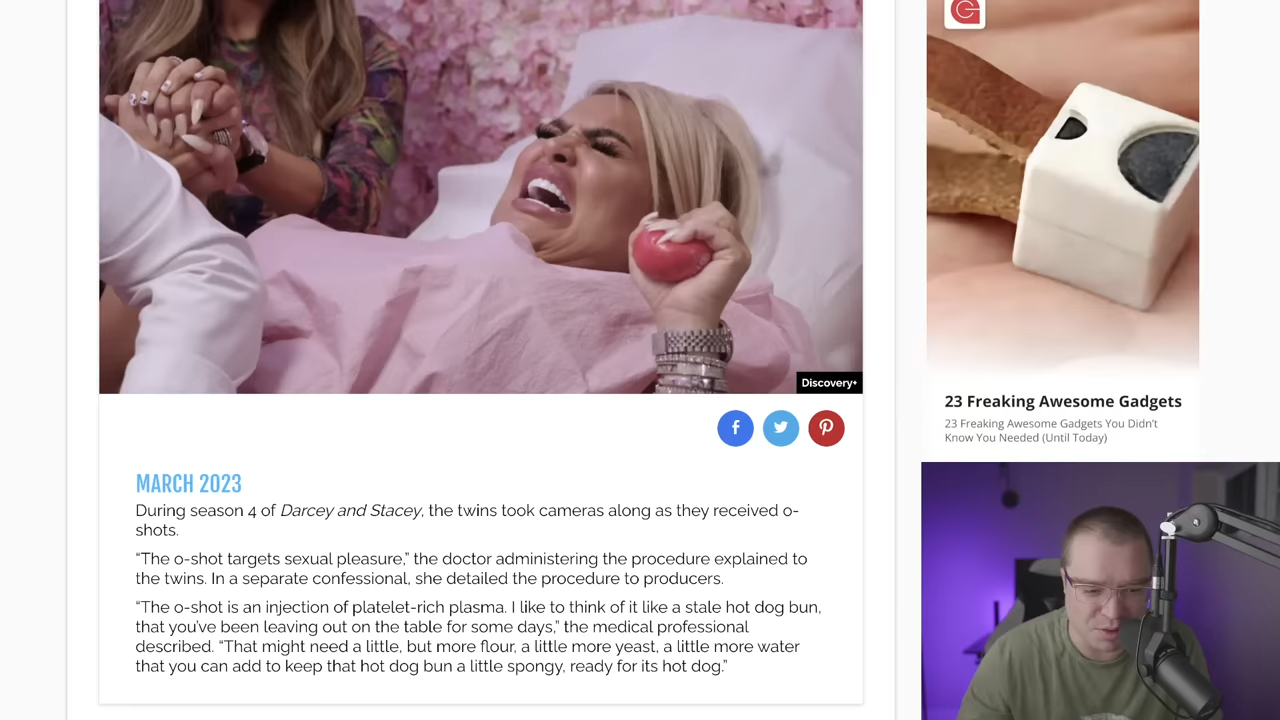 Discovery+
MARCH 2023
During season 4 of Darcey and Stacey, the twins took cameras along as they received o-
shots.
“The o-shot targets sexual pleasure,” the doctor administering the procedure explained to
the twins. In a separate confessional, she detailed the procedure to producers.
“The o-shot is an injection of platelet-rich plasma. I like to think of it like a stale hot dog bun,
that you’ve been leaving out on the table for some days,” the medical professional
described. “That might need a little, but more flour, a little more yeast, a little more water
that you can add to keep that hot dog bun a little spongy, ready for its hot dog.”
23 Freaking Awesome Gadgets
23 Freaking Awesome Gadgets You Didn’t
Know You Needed (Until Today)